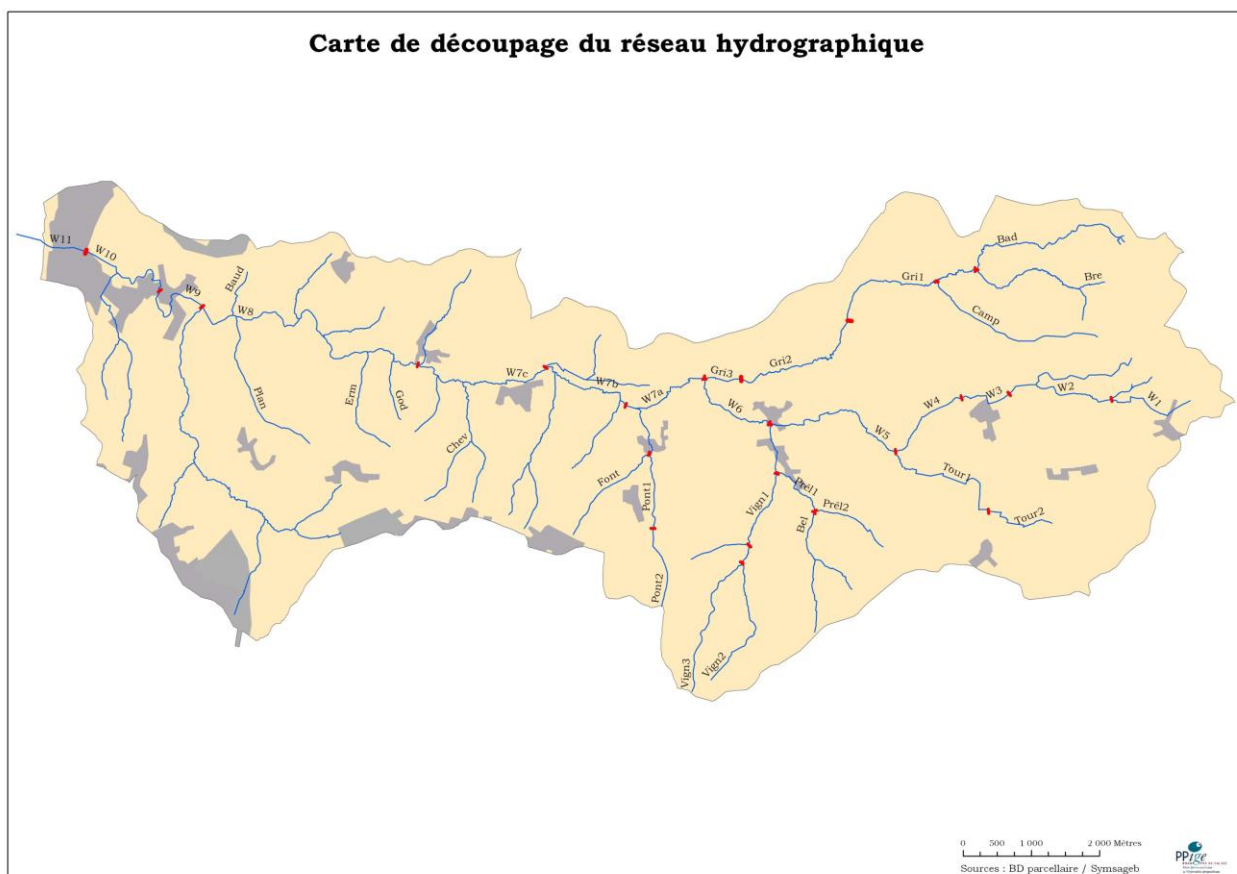 Carte de découpage du réseau hydrographique
Bad
W11
W10
Baud
Gri1
Bre
W9
W8
Camp
Gri2
Gri3
W7c
W7b
W7a
Erm
God
W6
W4
W3
W2
W1
Plan
Chev
W5
Font
Pont1
Vign1
Prél1
Prél2
Bel
Tour1
Tour2
Pont2
Vign3
Vign2
0 500 1 000 2 000 Mètres
Sources : BD parcellaire / Symsageb
PPige